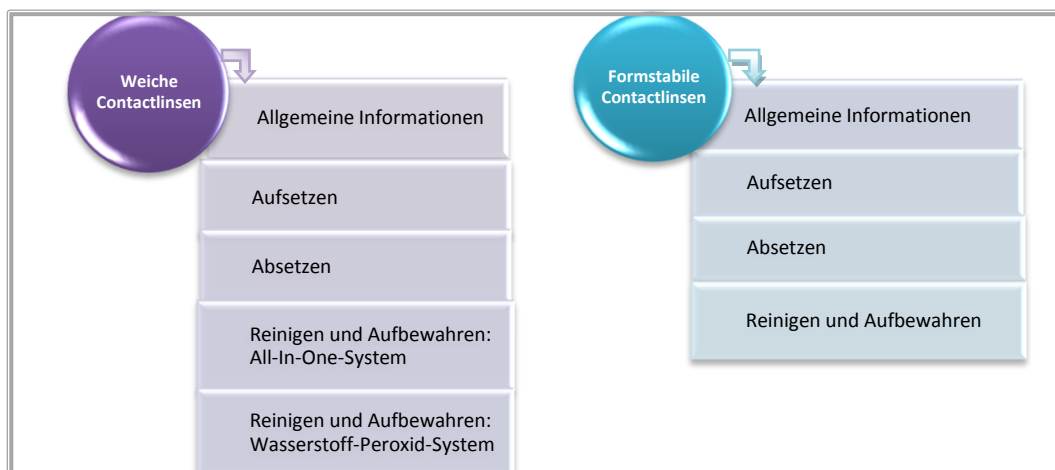 Weiche
Contactlinsen
Allgemeine Informationen
Aufsetzen
Absetzen
Reinigen und Aufbewahren:
All-In-One-System
Reinigen und Aufbewahren:
Wasserstoff-Peroxid-System
Formstabile
Contactlinsen
Allgemeine Informationen
Aufsetzen
Absetzen
Reinigen und Aufbewahren